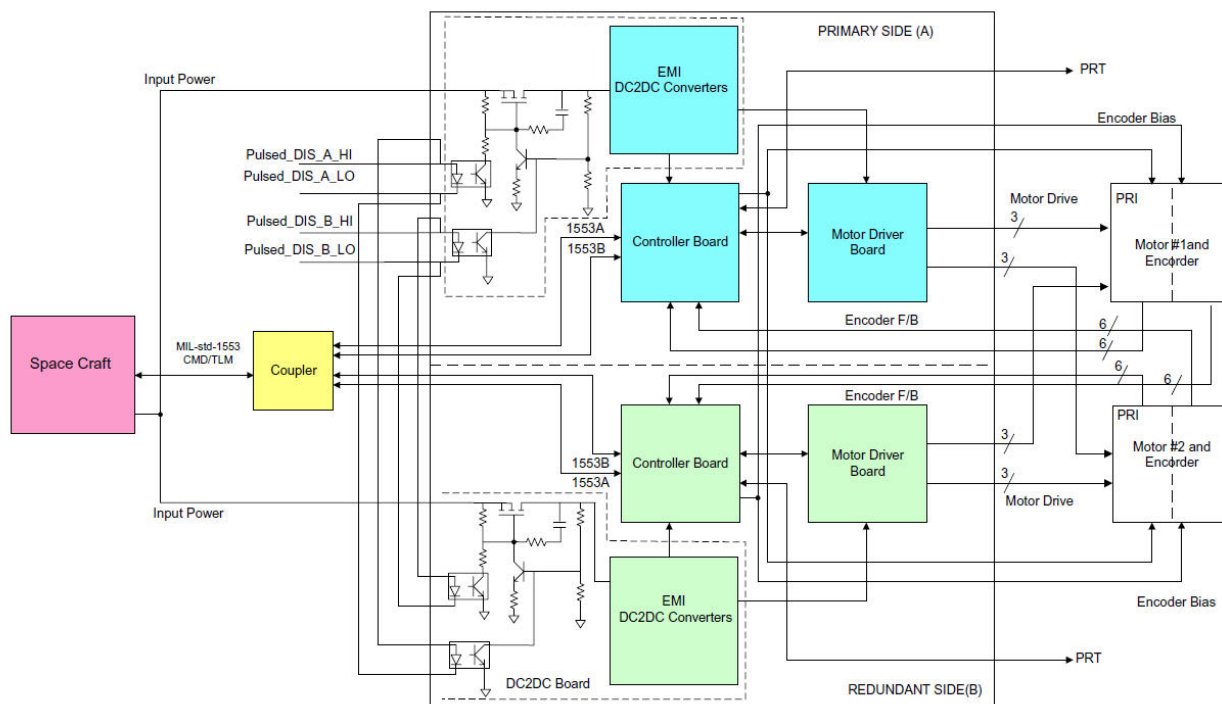 PRIMARY SIDE (A)
EMI
DC2DC Converters
PRT
Input Power
Encoder Bias
Pulsed_DIS_A_HI
Pulsed_DIS_A_LO
Pulsed_DIS_B_HI
Pulsed_DIS_B_LO
1553A
1553B
Controller Board
Motor Driver
Board
Motor Drive
3
3
PRI
Motor #1and
Encorder
Encoder F/B
6
6
Space Craft
MIL-std-1553
CMD/TLM
Coupler
6
6
Encoder F/B
PRI
Motor #2 and
Encorder
3
3
Motor Drive
Controller Board
Motor Driver
Board
1553B
1553A
Input Power
EMI
DC2DC Converters
Encoder Bias
PRT
DC2DC Board
REDUNDANT SIDE(B)